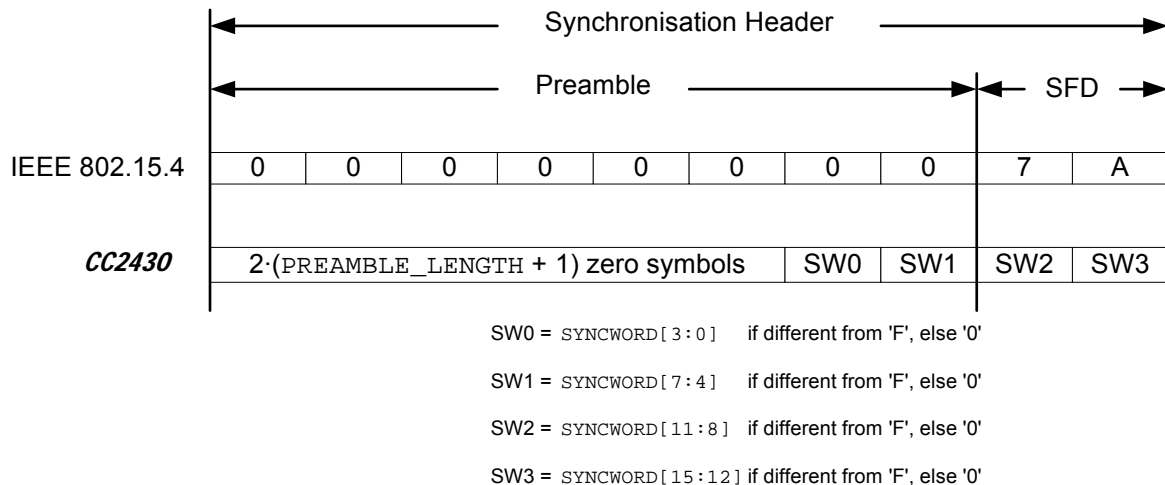 Synchronisation Header
Preamble SFD
IEEE 802.15.4 0 0 0 0 0 0 0 0 7 A
CC2430 2·(PREAMBLE_LENGTH + 1) zero symbols SW0 SW1 SW2 SW3
SW0 = SYNCWORD[3:0] if different from 'F', else '0'
SW1 = SYNCWORD[7:4] if different from 'F', else '0'
SW2 = SYNCWORD[11:8] if different from 'F', else '0'
SW3 = SYNCWORD[15:12] if different from 'F', else '0'